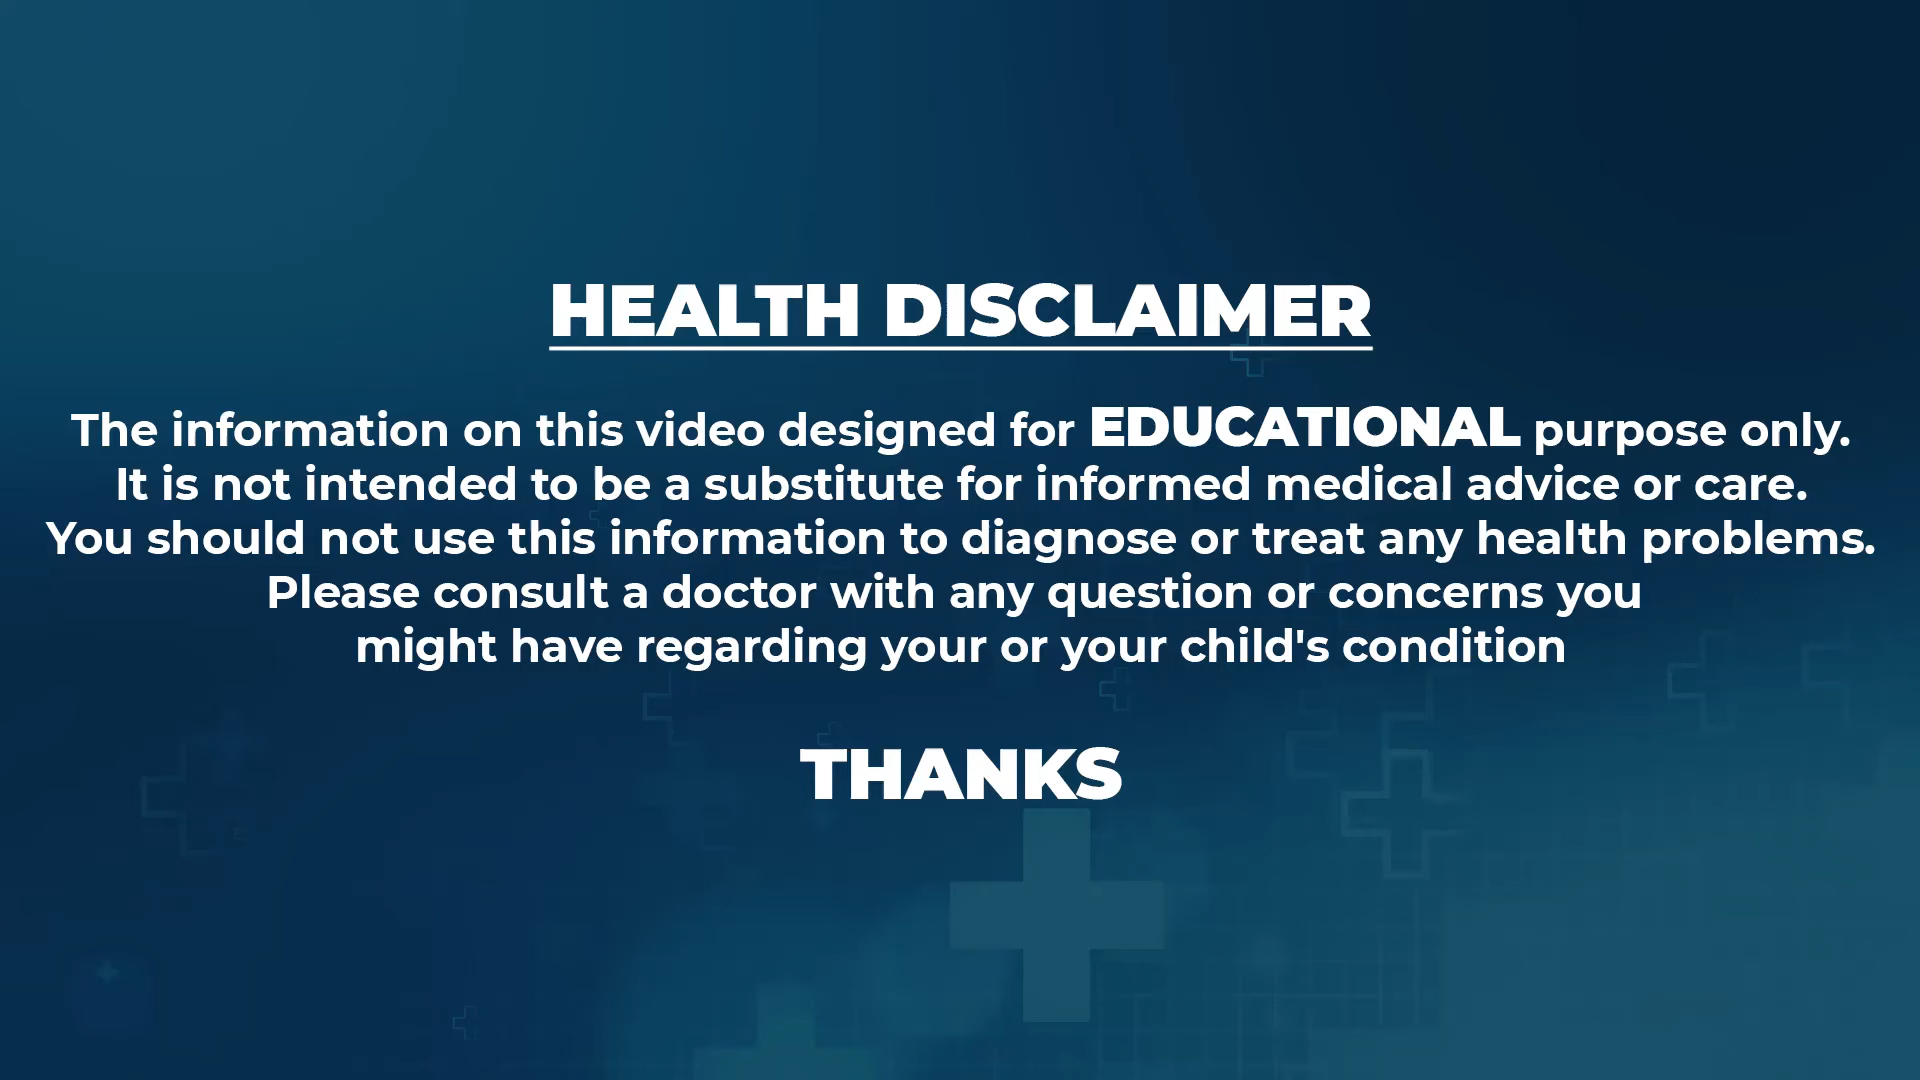 HEALTH DISCLAIMER
The information on this video designed for EDUCATIONAL purpose only.
It is not intended to be a substitute for informed medical advice or care.
You should not use this information to diagnose or treat any health problems.
Please consult a doctor with any question or concerns you
might have regarding your or your child's condition
THANKS